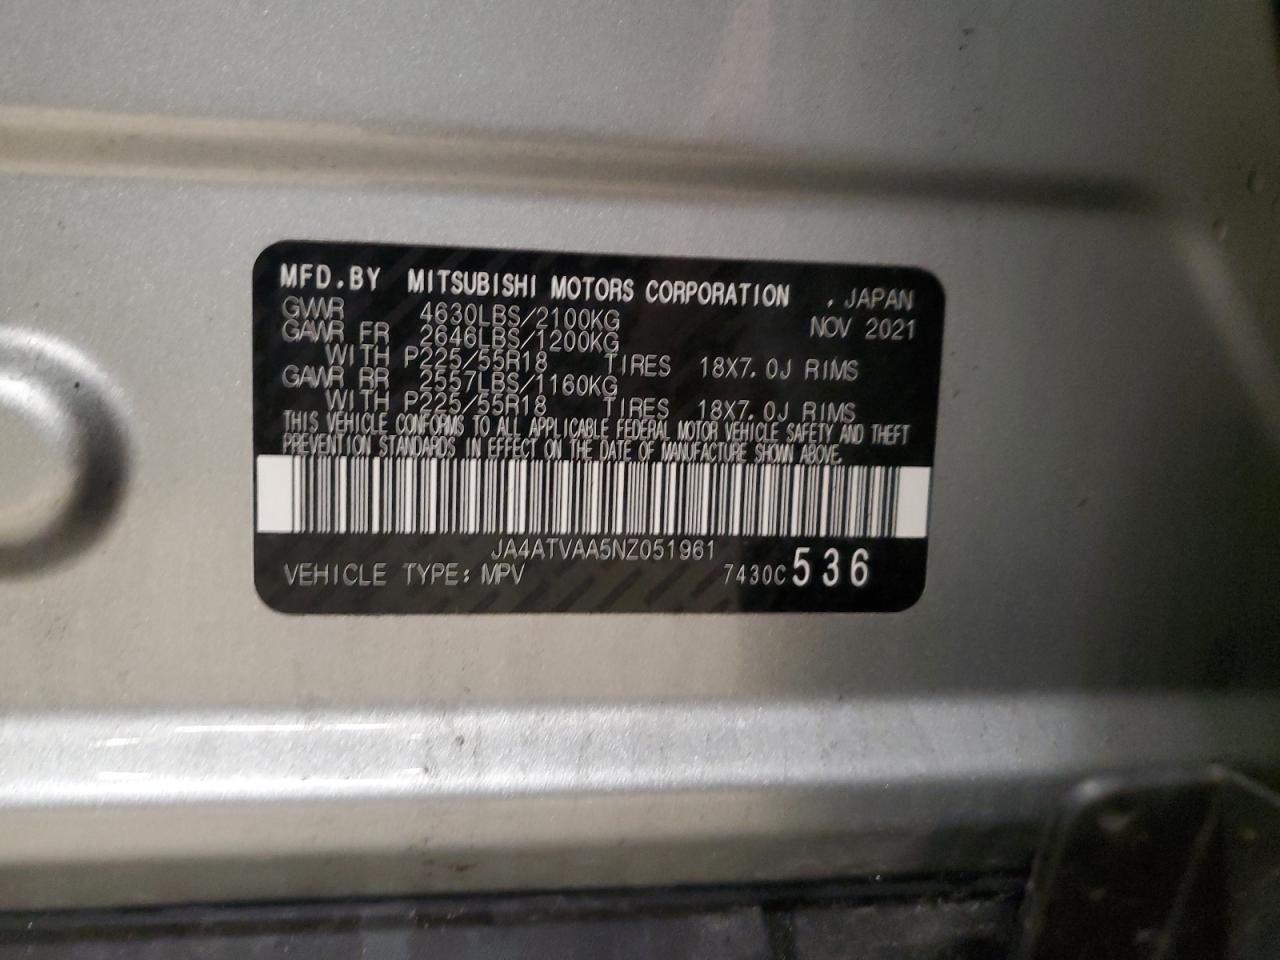 MFD.BY MITSUBISHI MOTORS CORPORATION , JAPAN
GVWR 4630LBS/2100KG NOV 2021
GAWR FR 2646LBS/1200KG
WITH P225/55R18 TIRES 18X7.0J RIMS
GAWR RR 2557LBS/1160KG
WITH P225/55R18 TIRES 18X7.0J RIMS
THIS VEHICLE CONFORMS TO ALL APPLICABLE FEDERAL MOTOR VEHICLE SAFETY AND THEFT
PREVENTION STANDARDS IN EFFECT ON THE DATE OF MANUFACTURE SHOWN ABOVE.
JA4ATVAA5NZ051961
VEHICLE TYPE: MPV 7430C 536